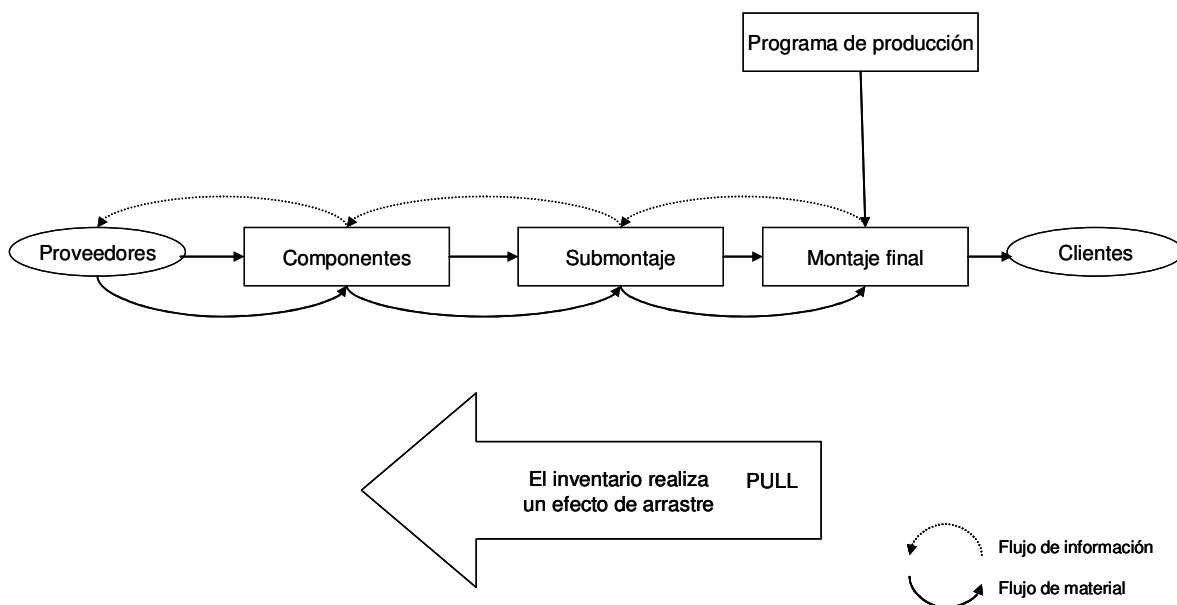 Programa de producción
Proveedores
Componentes
Submontaje
Montaje final
Clientes
El inventario realiza
un efecto de arrastre
PULL
Flujo de información
Flujo de material